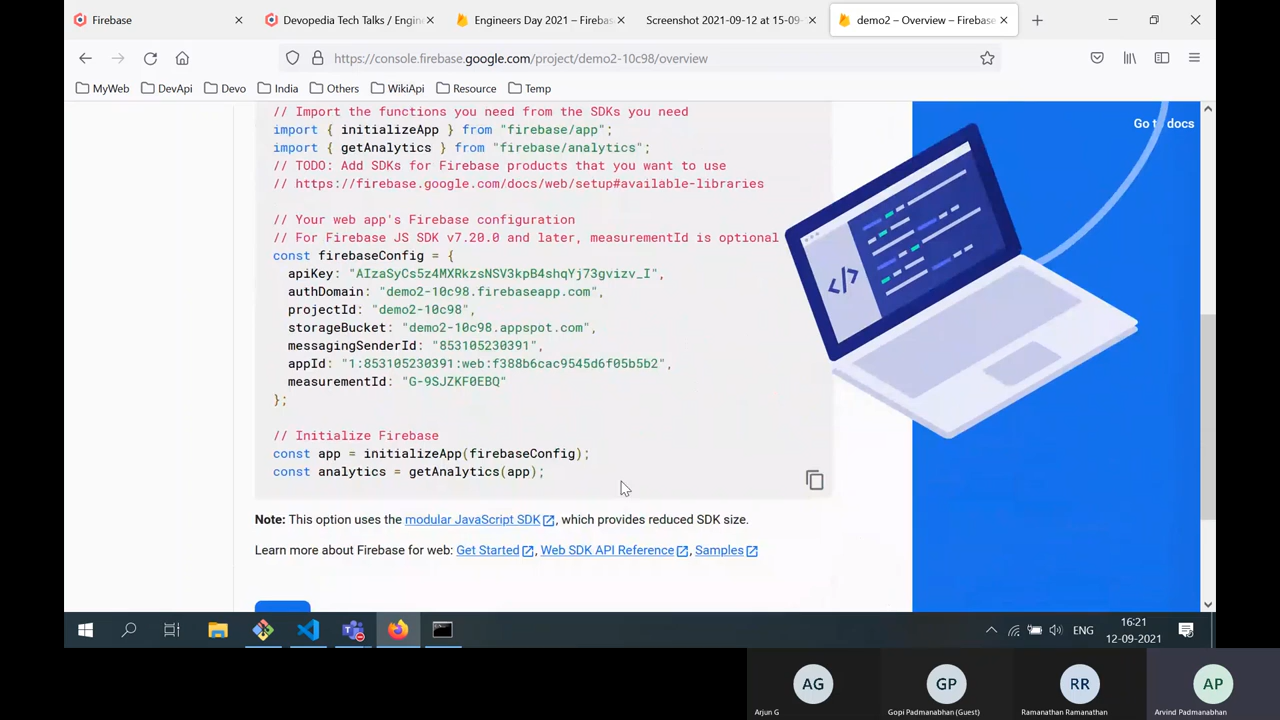 Firebase
Devopedia Tech Talks / Engine
Engineers Day 2021 – Firebas
Screenshot 2021-09-12 at 15-09-
demo2 – Overview – Firebase
https://console.firebase.google.com/project/demo2-10c98/overview
MyWeb
DevApi
Devo
India
Others
WikiApi
Resource
Temp
// Import the functions you need from the SDKs you need
import { initializeApp } from "firebase/app";
import { getAnalytics } from "firebase/analytics";
// TODO: Add SDKs for Firebase products that you want to use
// https://firebase.google.com/docs/web/setup#available-libraries
// Your web app's Firebase configuration
// For Firebase JS SDK v7.20.0 and later, measurementId is optional
const firebaseConfig = {
apiKey: "AIzaSyCs5z4MXRkzsNSV3kpB4shqYj73gvizv_I",
authDomain: "demo2-10c98.firebaseapp.com",
projectId: "demo2-10c98",
storageBucket: "demo2-10c98.appspot.com",
messagingSenderId: "853105230391",
appId: "1:853105230391:web:f388b6cac9545d6f05b5b2",
measurementId: "G-9SJZKF0EBQ"
};
// Initialize Firebase
const app = initializeApp(firebaseConfig);
const analytics = getAnalytics(app);
Go to docs
</>
Note: This option uses the modular JavaScript SDK, which provides reduced SDK size.
Learn more about Firebase for web: Get Started, Web SDK API Reference, Samples
ENG
16:21
12-09-2021
AG
GP
RR
AP
Arjun G
Gopi Padmanabhan (Guest)
Ramanathan Ramanathan
Arvind Padmanabhan